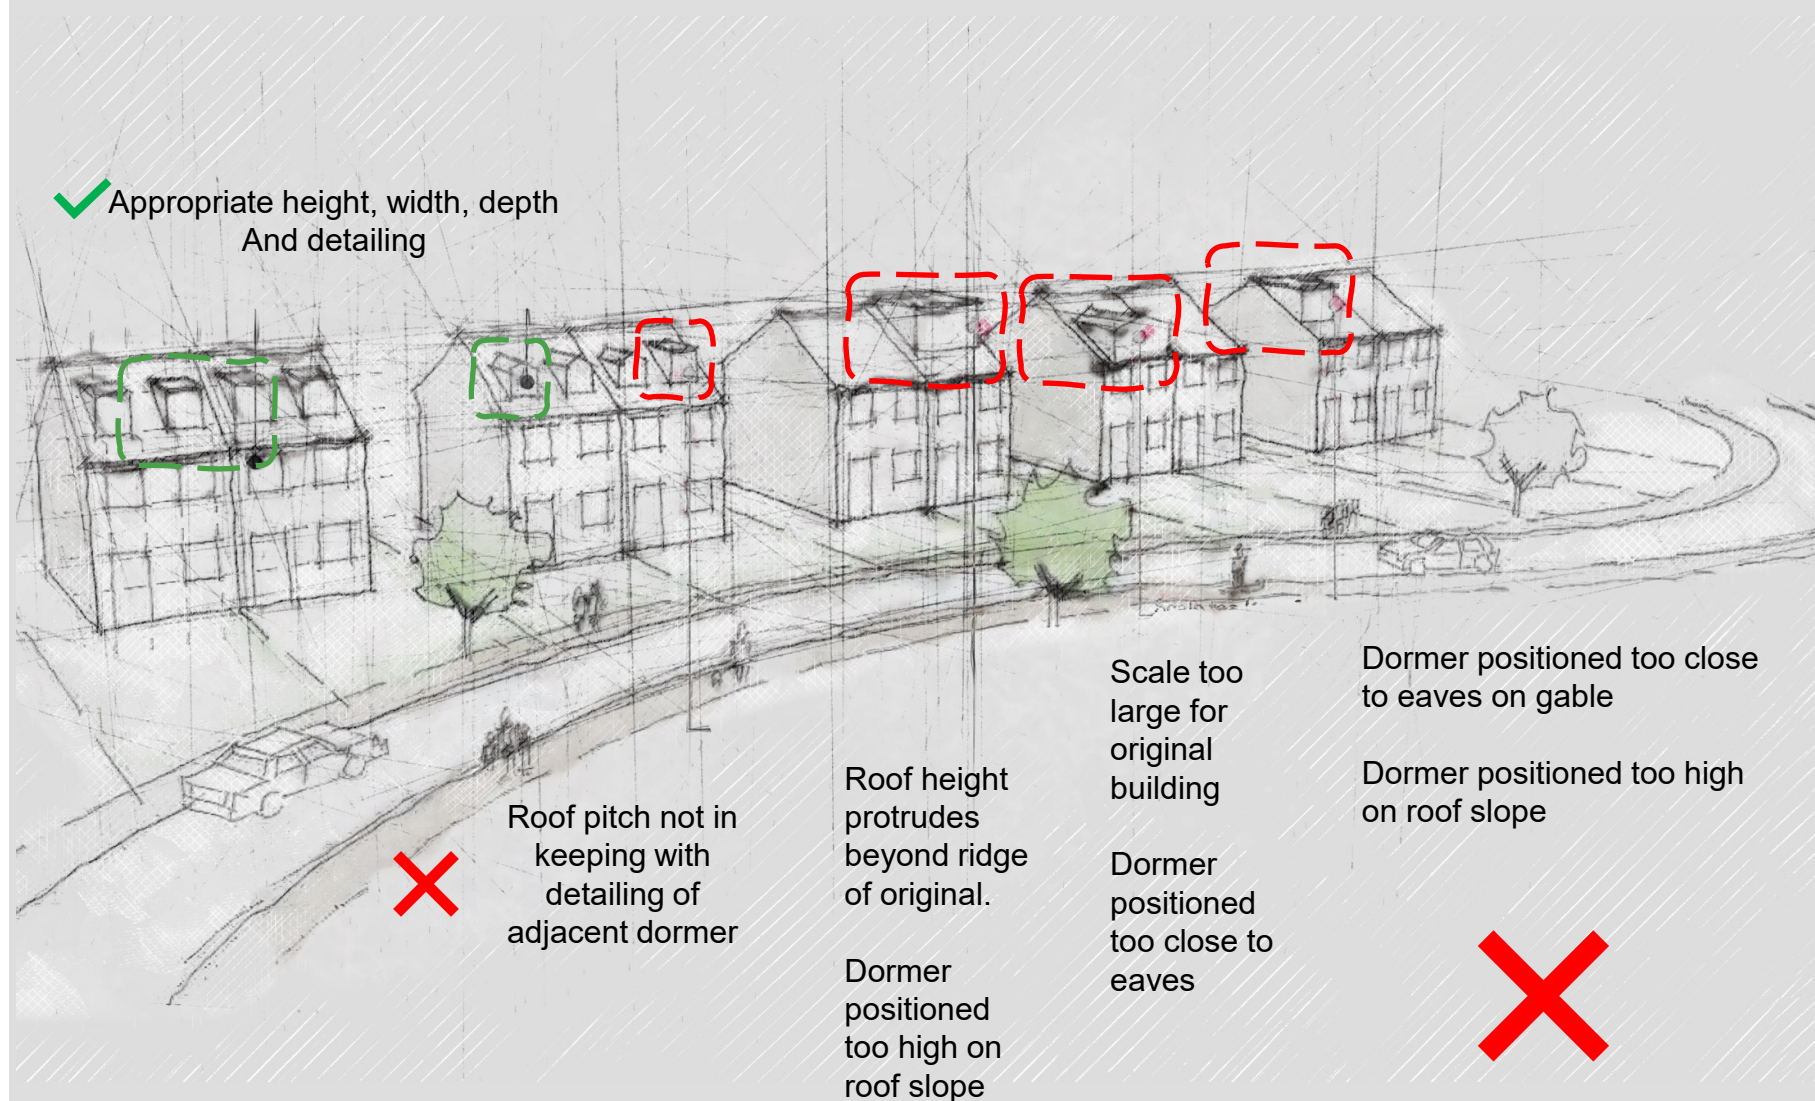 Appropriate height, width, depth
And detailing
Roof pitch not in
keeping with
detailing of
adjacent dormer
Roof height
protrudes
beyond ridge
of original.
Dormer
positioned
too high on
roof slope
Scale too
large for
original
building
Dormer
positioned
too close to
eaves
Dormer positioned too close
to eaves on gable
Dormer positioned too high
on roof slope